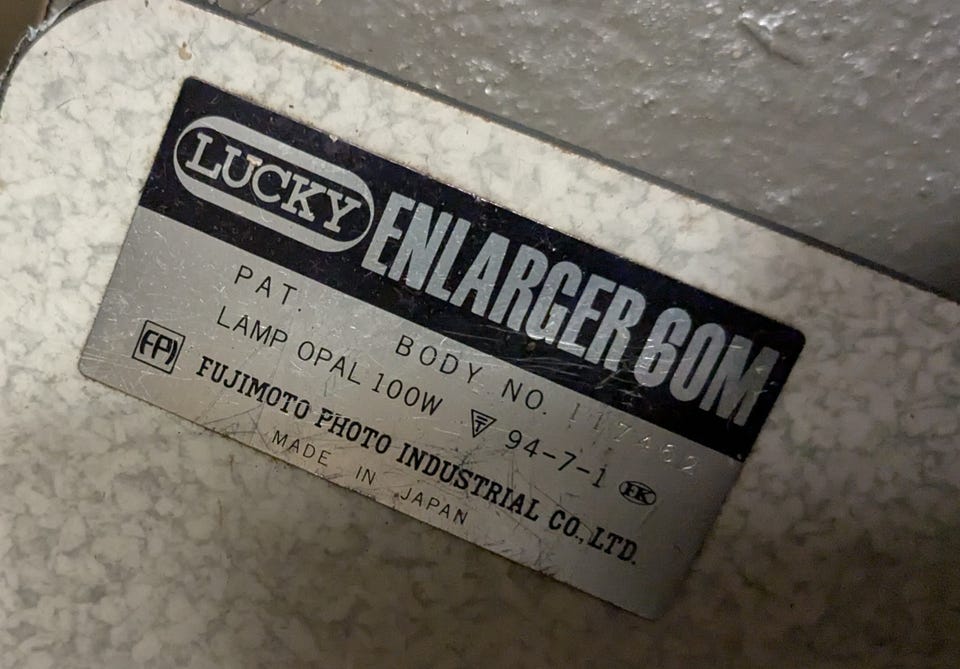 LUCKY ENLARGER 60M
PAT BODY NO. 117462
LAMP OPAL 100W 94-7-1
FP FUJIMOTO PHOTO INDUSTRIAL CO., LTD.
MADE IN JAPAN